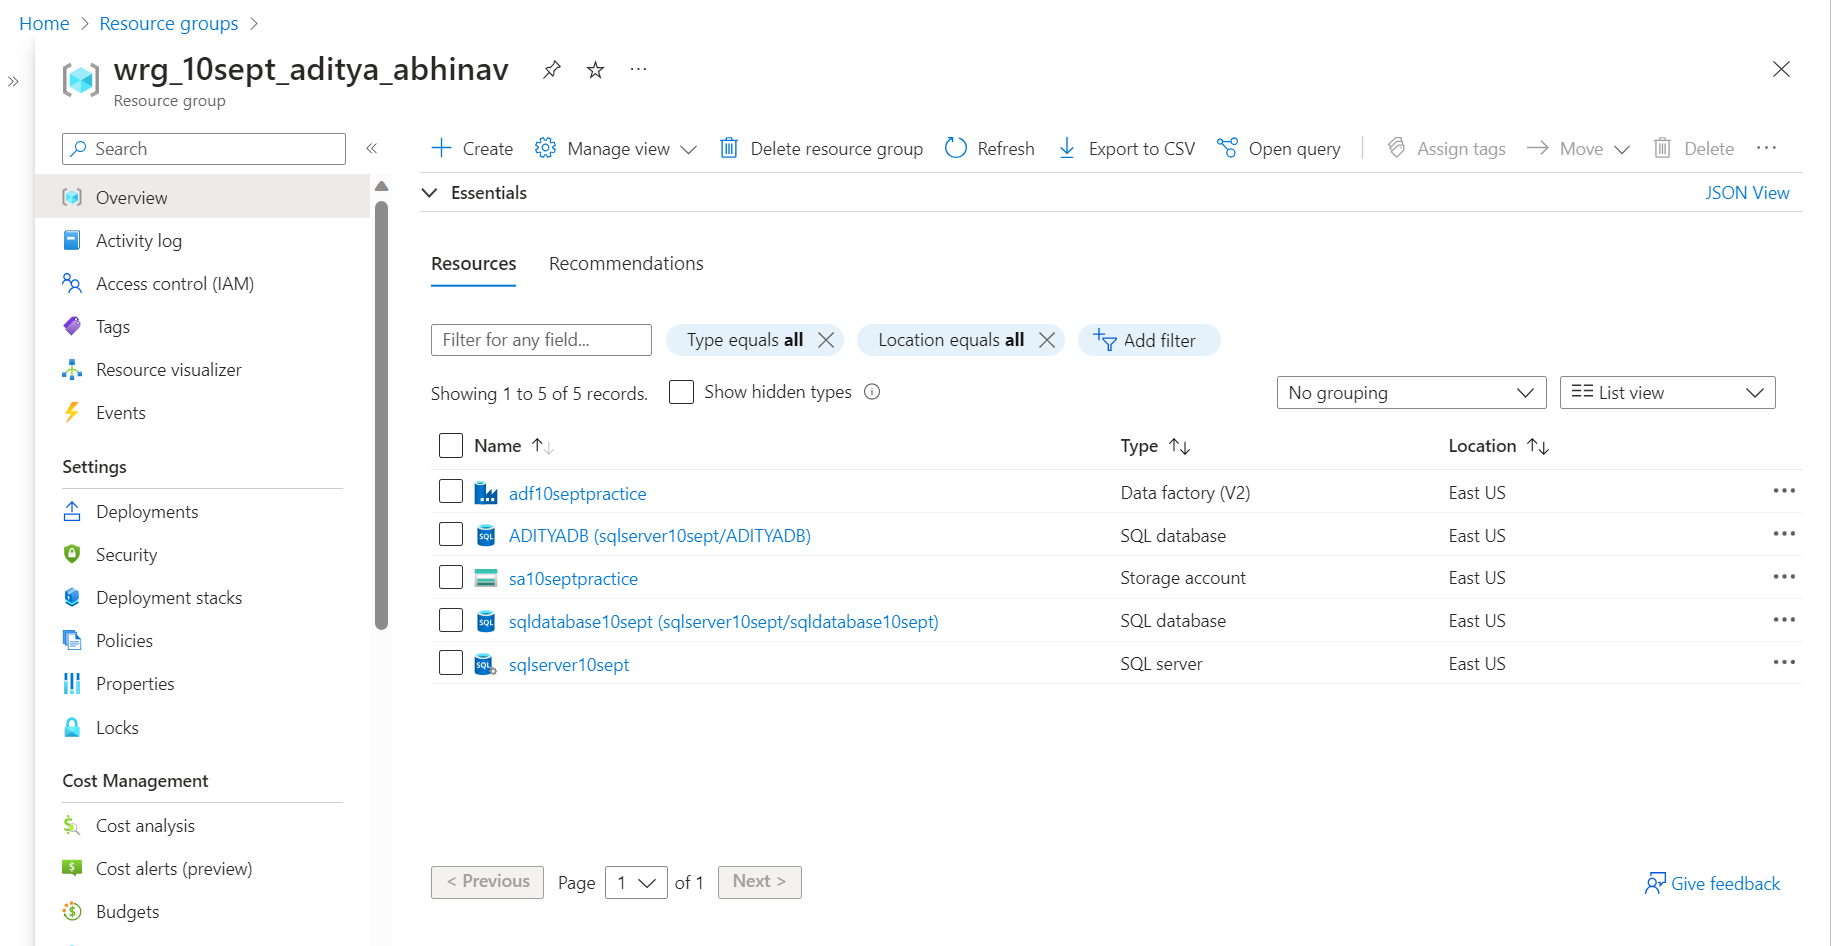 Home > Resource groups >
»
wrg_10sept_aditya_abhinav ...
Resource group
Search «
Overview
Activity log
Access control (IAM)
Tags
Resource visualizer
Events
Settings
Deployments
Security
Deployment stacks
Policies
Properties
Locks
Cost Management
Cost analysis
Cost alerts (preview)
Budgets
Create Manage view Delete resource group Refresh Export to CSV Open query Assign tags Move Delete ...
Essentials JSON View
Resources Recommendations
Filter for any field... Type equals all Location equals all Add filter
Showing 1 to 5 of 5 records. Show hidden types No grouping List view
Name ↑↓ Type ↑↓ Location ↑↓
adf10septpractice Data factory (V2) East US ...
ADITYADB (sqlserver10sept/ADITYADB) SQL database East US ...
sa10septpractice Storage account East US ...
SQL sqldatabase10sept (sqlserver10sept/sqldatabase10sept) SQL database East US ...
sqlserver10sept SQL server East US ...
< Previous Page 1 of 1 Next > Give feedback